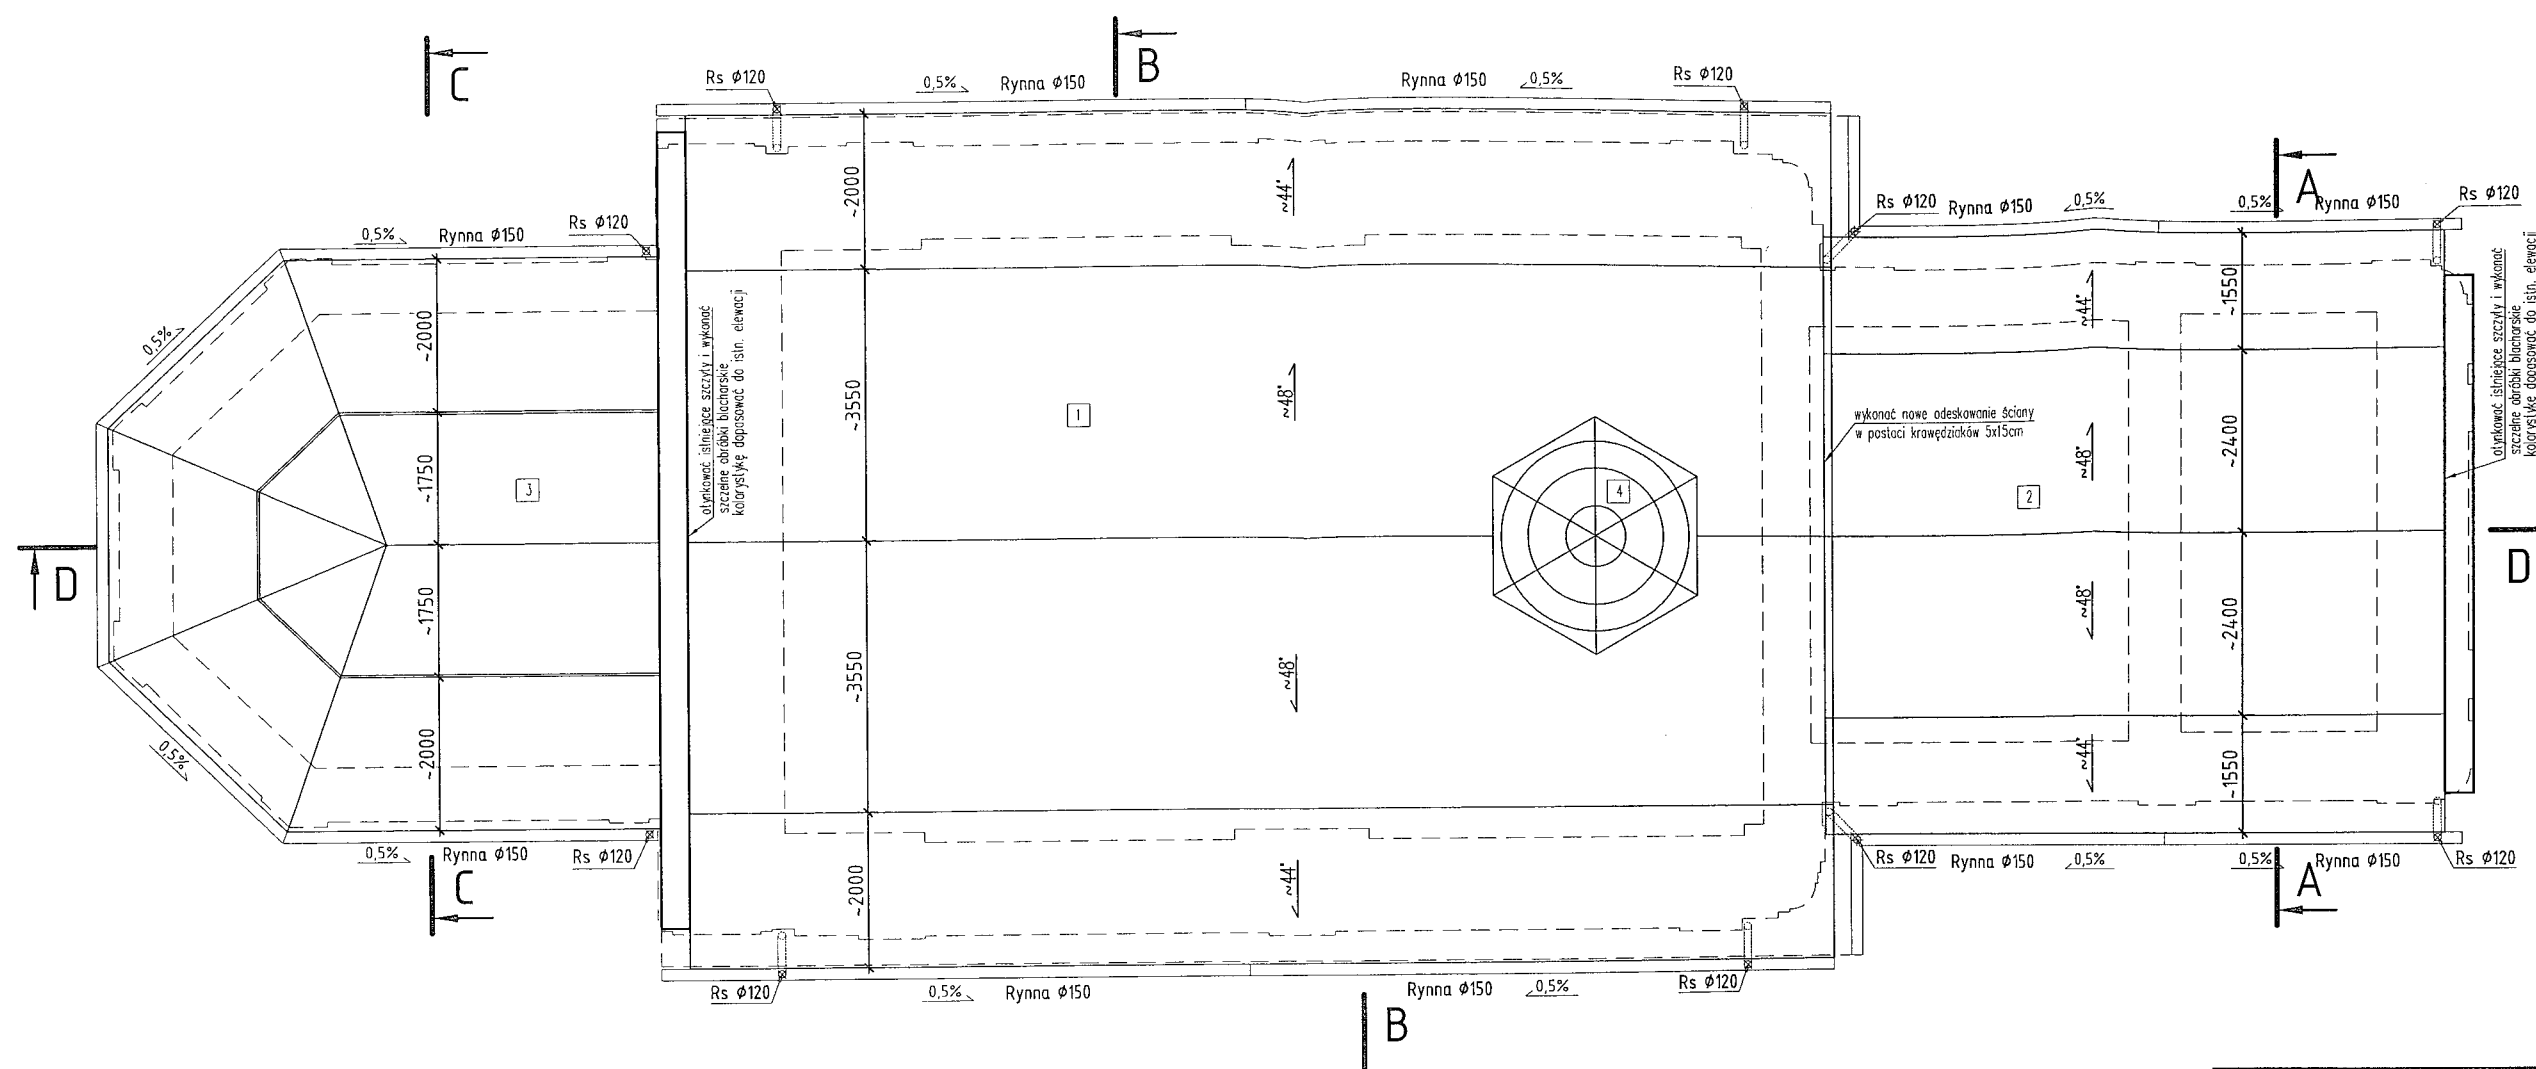 C
B
Rs Ø120
0,5%
Rynna Ø150
Rynna Ø150
0,5%
Rs Ø120
A
Rs Ø120
Rynna Ø150
0,5%
0,5%
Rynna Ø150
Rs Ø120
0,5%
Rynna Ø150
Rs Ø120
0,5%
~2000
~1750
~1750
~2000
3
D
0,5%
otynkować istniejące szczyty i wykonać
szczelne obróbki blacharskie
kolorystykę dopasować do istn. elewacji
~2000
~3550
~3550
~2000
1
~44°
~48°
~48°
~44°
4
wykonać nowe odeskowanie ściany
w postaci krawędziaków 5x15cm
2
~44°
~48°
~48°
~44°
~1550
~2400
~2400
~1550
otynkować istniejące szczyty i wykonać
szczelne obróbki blacharskie
kolorystykę dopasować do istn. elewacji
D
0,5%
Rynna Ø150
Rs Ø120
C
Rs Ø120
0,5%
Rynna Ø150
Rynna Ø150
0,5%
Rs Ø120
B
Rs Ø120
Rynna Ø150
0,5%
0,5%
Rynna Ø150
Rs Ø120
A